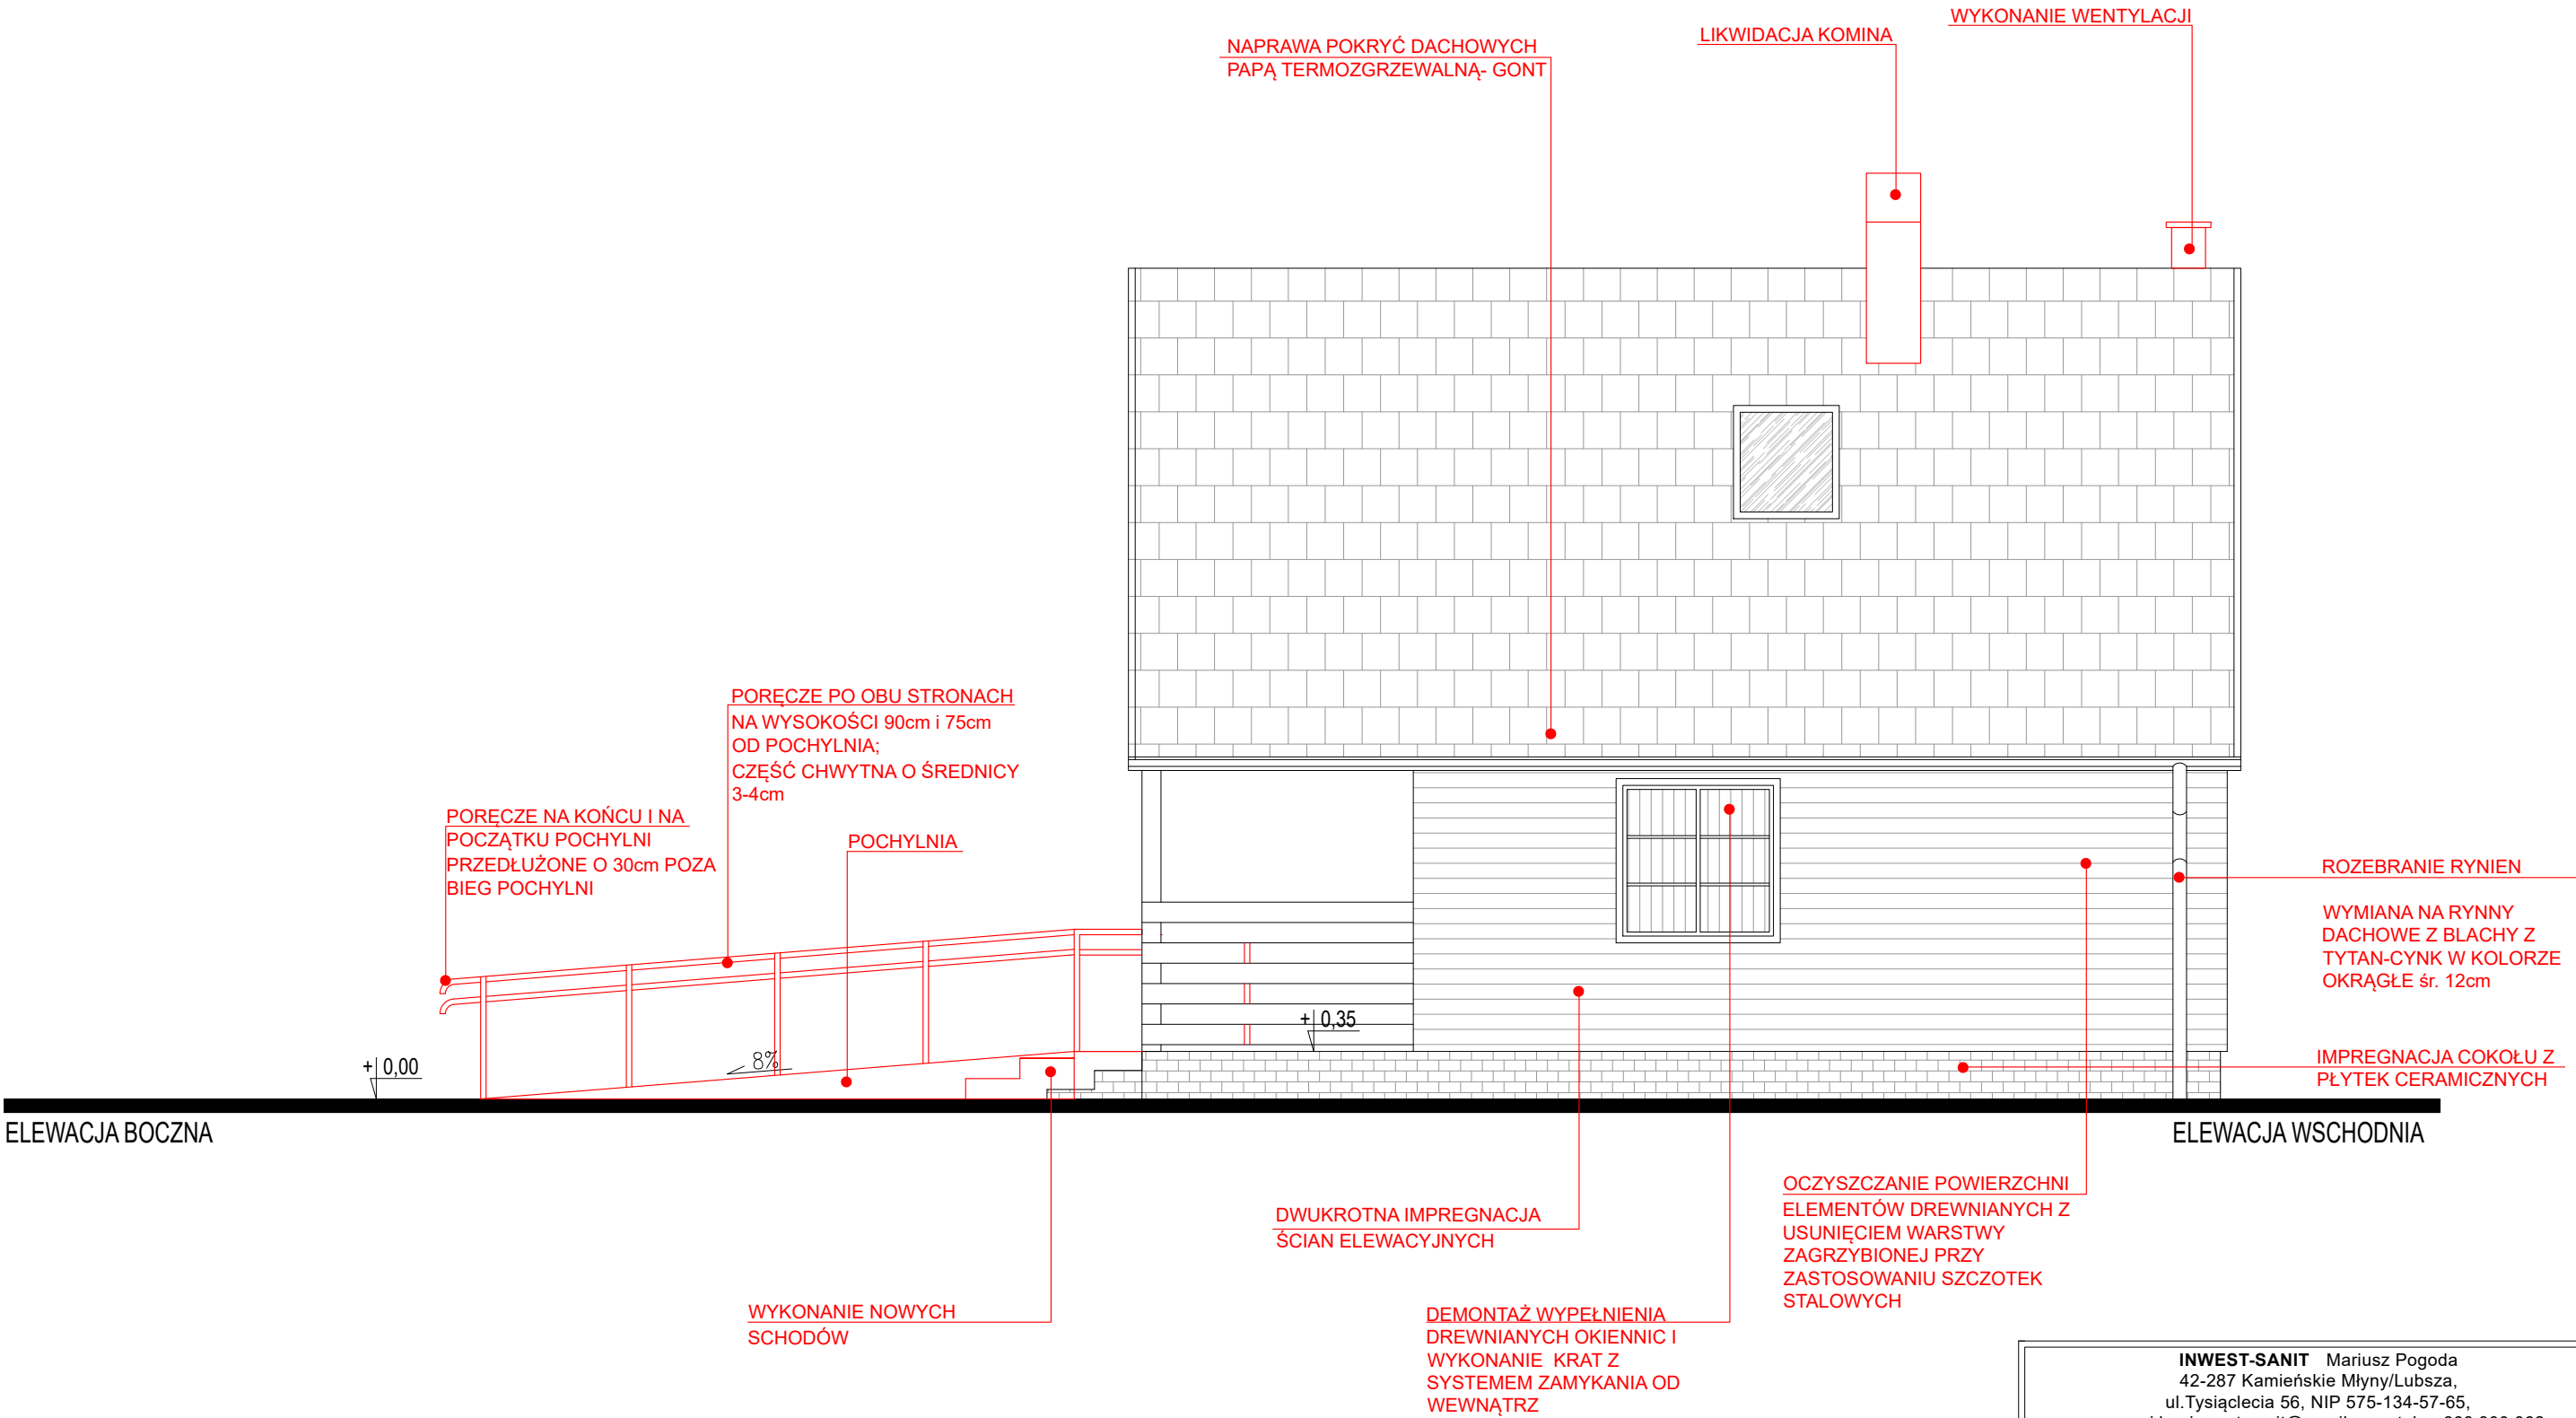 WYKONANIE WENTYLACJI
LIKWIDACJA KOMINA
NAPRAWA POKRYĆ DACHOWYCH
PAPĄ TERMOZGRZEWALNĄ- GONT
PORĘCZE PO OBU STRONACH
NA WYSOKOŚCI 90cm i 75cm
OD POCHYLNIA;
CZĘŚĆ CHWYTNA O ŚREDNICY
3-4cm
PORĘCZE NA KOŃCU I NA
POCZĄTKU POCHYLNI
PRZEDŁUŻONE O 30cm POZA
BIEG POCHYLNI
POCHYLNIA
ROZEBRANIE RYNIEN
WYMIANA NA RYNNY
DACHOWE Z BLACHY Z
TYTAN-CYNK W KOLORZE
OKRĄGŁE śr. 12cm
+ 0,35
+ 0,00
8%
IMPREGNACJA COKOŁU Z
PŁYTEK CERAMICZNYCH
ELEWACJA BOCZNA
ELEWACJA WSCHODNIA
OCZYSZCZANIE POWIERZCHNI
ELEMENTÓW DREWNIANYCH Z
USUNIĘCIEM WARSTWY
ZAGRZYBIONEJ PRZY
ZASTOSOWANIU SZCZOTEK
STALOWYCH
DWUKROTNA IMPREGNACJA
ŚCIAN ELEWACYJNYCH
WYKONANIE NOWYCH
SCHODÓW
DEMONTAŻ WYPEŁNIENIA
DREWNIANYCH OKIENNIC I
WYKONANIE KRAT Z
SYSTEMEM ZAMYKANIA OD
WEWNĄTRZ
INWEST-SANIT Mariusz Pogoda
42-287 Kamieńskie Młyny/Lubsza,
ul.Tysiąclecia 56, NIP 575-134-57-65,